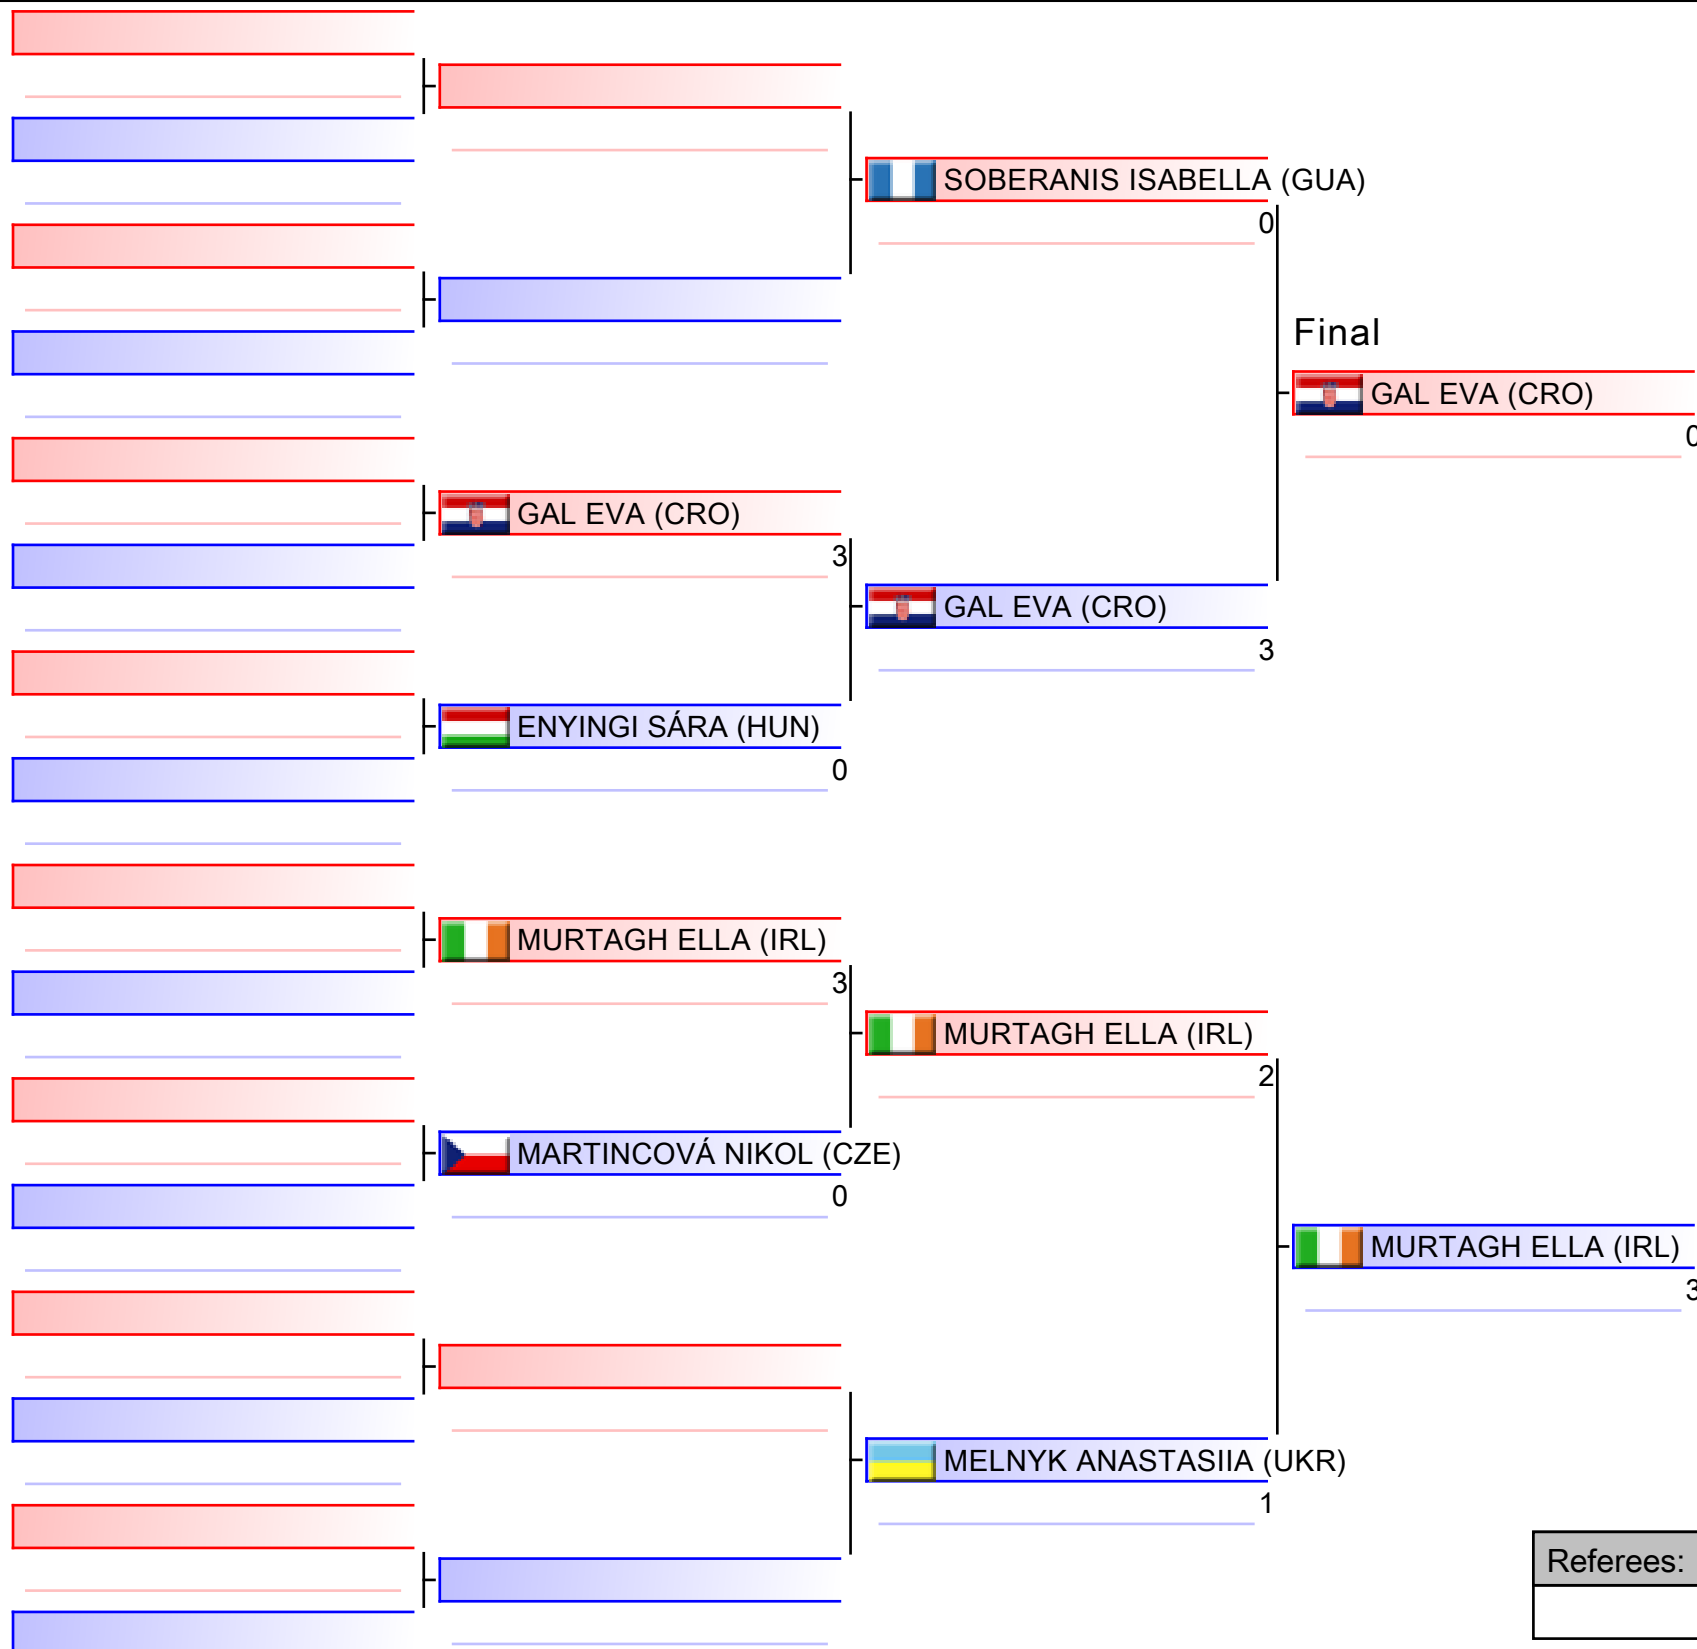 SOBERANIS ISABELLA (GUA)
0
Final
GAL EVA (CRO)
0
GAL EVA (CRO)
3
GAL EVA (CRO)
3
ENYINGI SÁRA (HUN)
0
MURTAGH ELLA (IRL)
3
MURTAGH ELLA (IRL)
2
MARTINCOVÁ NIKOL (CZE)
0
MURTAGH ELLA (IRL)
3
MELNYK ANASTASIIA (UKR)
1
Referees: